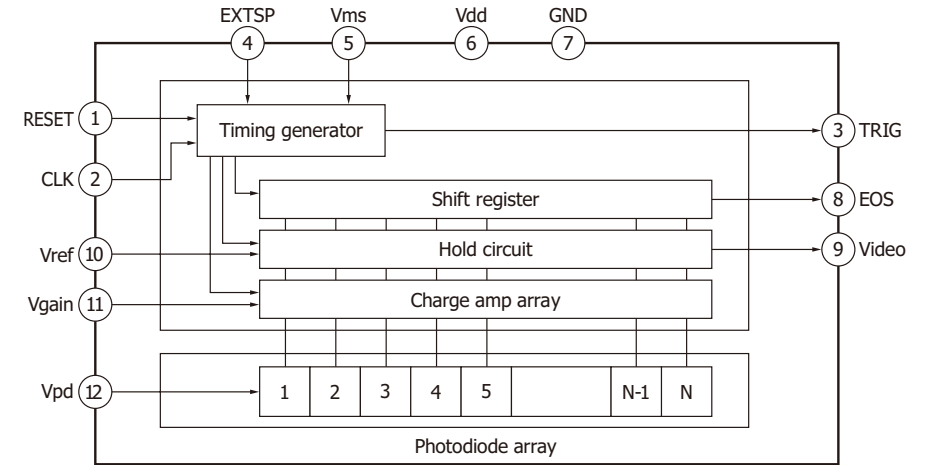 EXTSP Vms Vdd GND
4 5 6 7
RESET 1
Timing generator
3 TRIG
CLK 2
Shift register
8 EOS
Vref 10
Hold circuit
9 Video
Vgain 11
Charge amp array
Vpd 12
1 2 3 4 5 N-1 N
Photodiode array